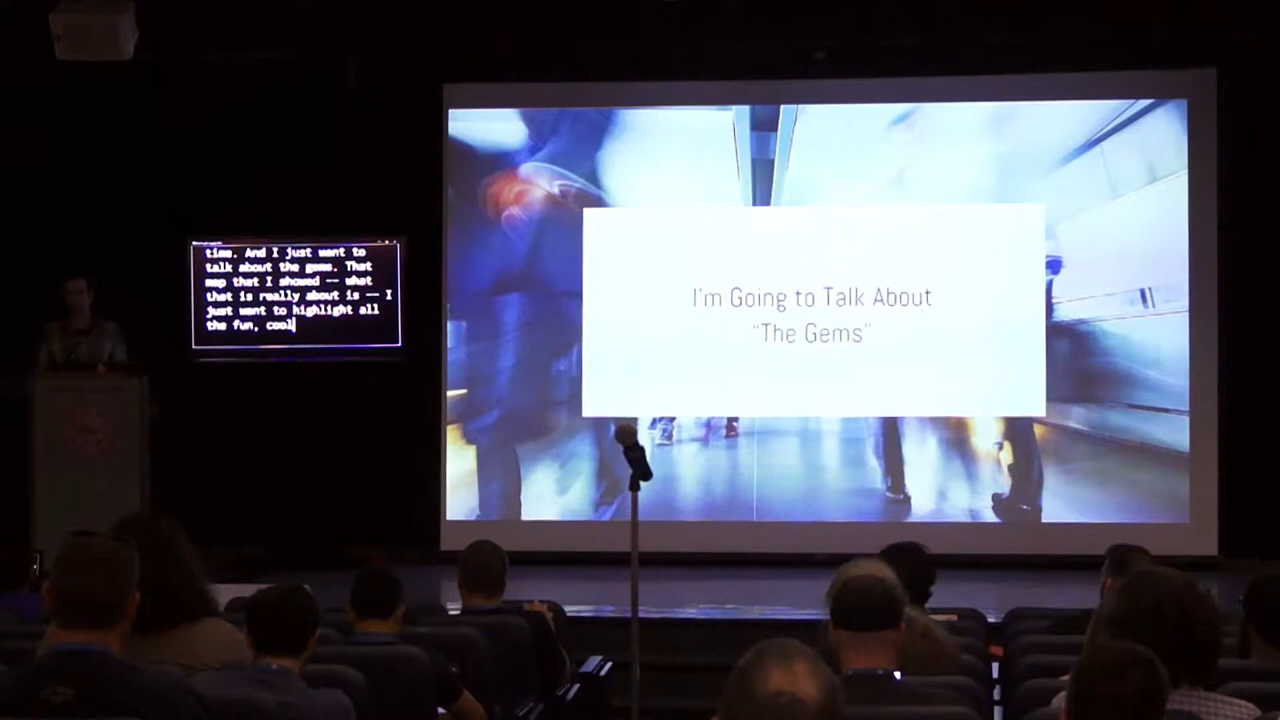 time. And I just want to
talk about the gems. That
map that I showed -- what
that is really about is -- I
just want to highlight all
the fun, cool
I'm Going to Talk About
“The Gems”